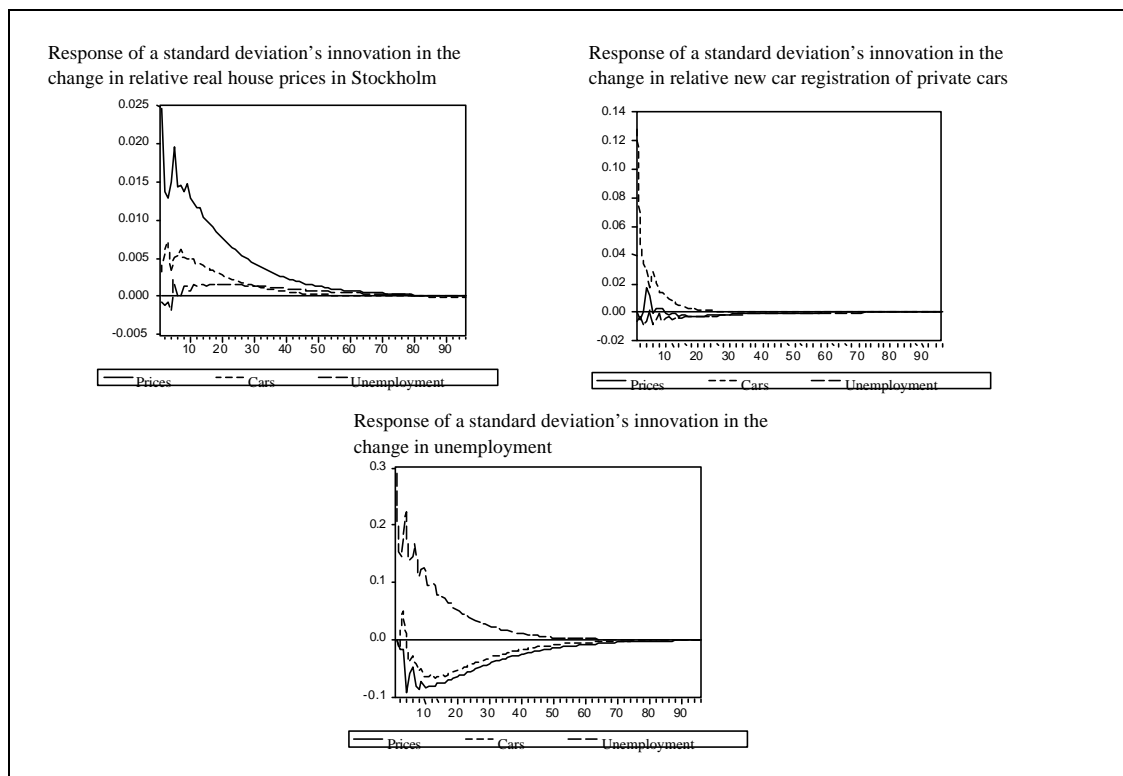 Response of a standard deviation’s innovation in the
change in relative real house prices in Stockholm
0.025
0.020
0.015
0.010
0.005
0.000
-0.005
10 20 30 40 50 60 70 80 90
Prices Cars Unemployment
Response of a standard deviation’s innovation in the
change in relative new car registration of private cars
0.14
0.12
0.10
0.08
0.06
0.04
0.02
0.00
-0.02
10 20 30 40 50 60 70 80 90
Prices Cars Unemployment
Response of a standard deviation’s innovation in the
change in unemployment
0.3
0.2
0.1
0.0
-0.1
10 20 30 40 50 60 70 80 90
Prices Cars Unemployment